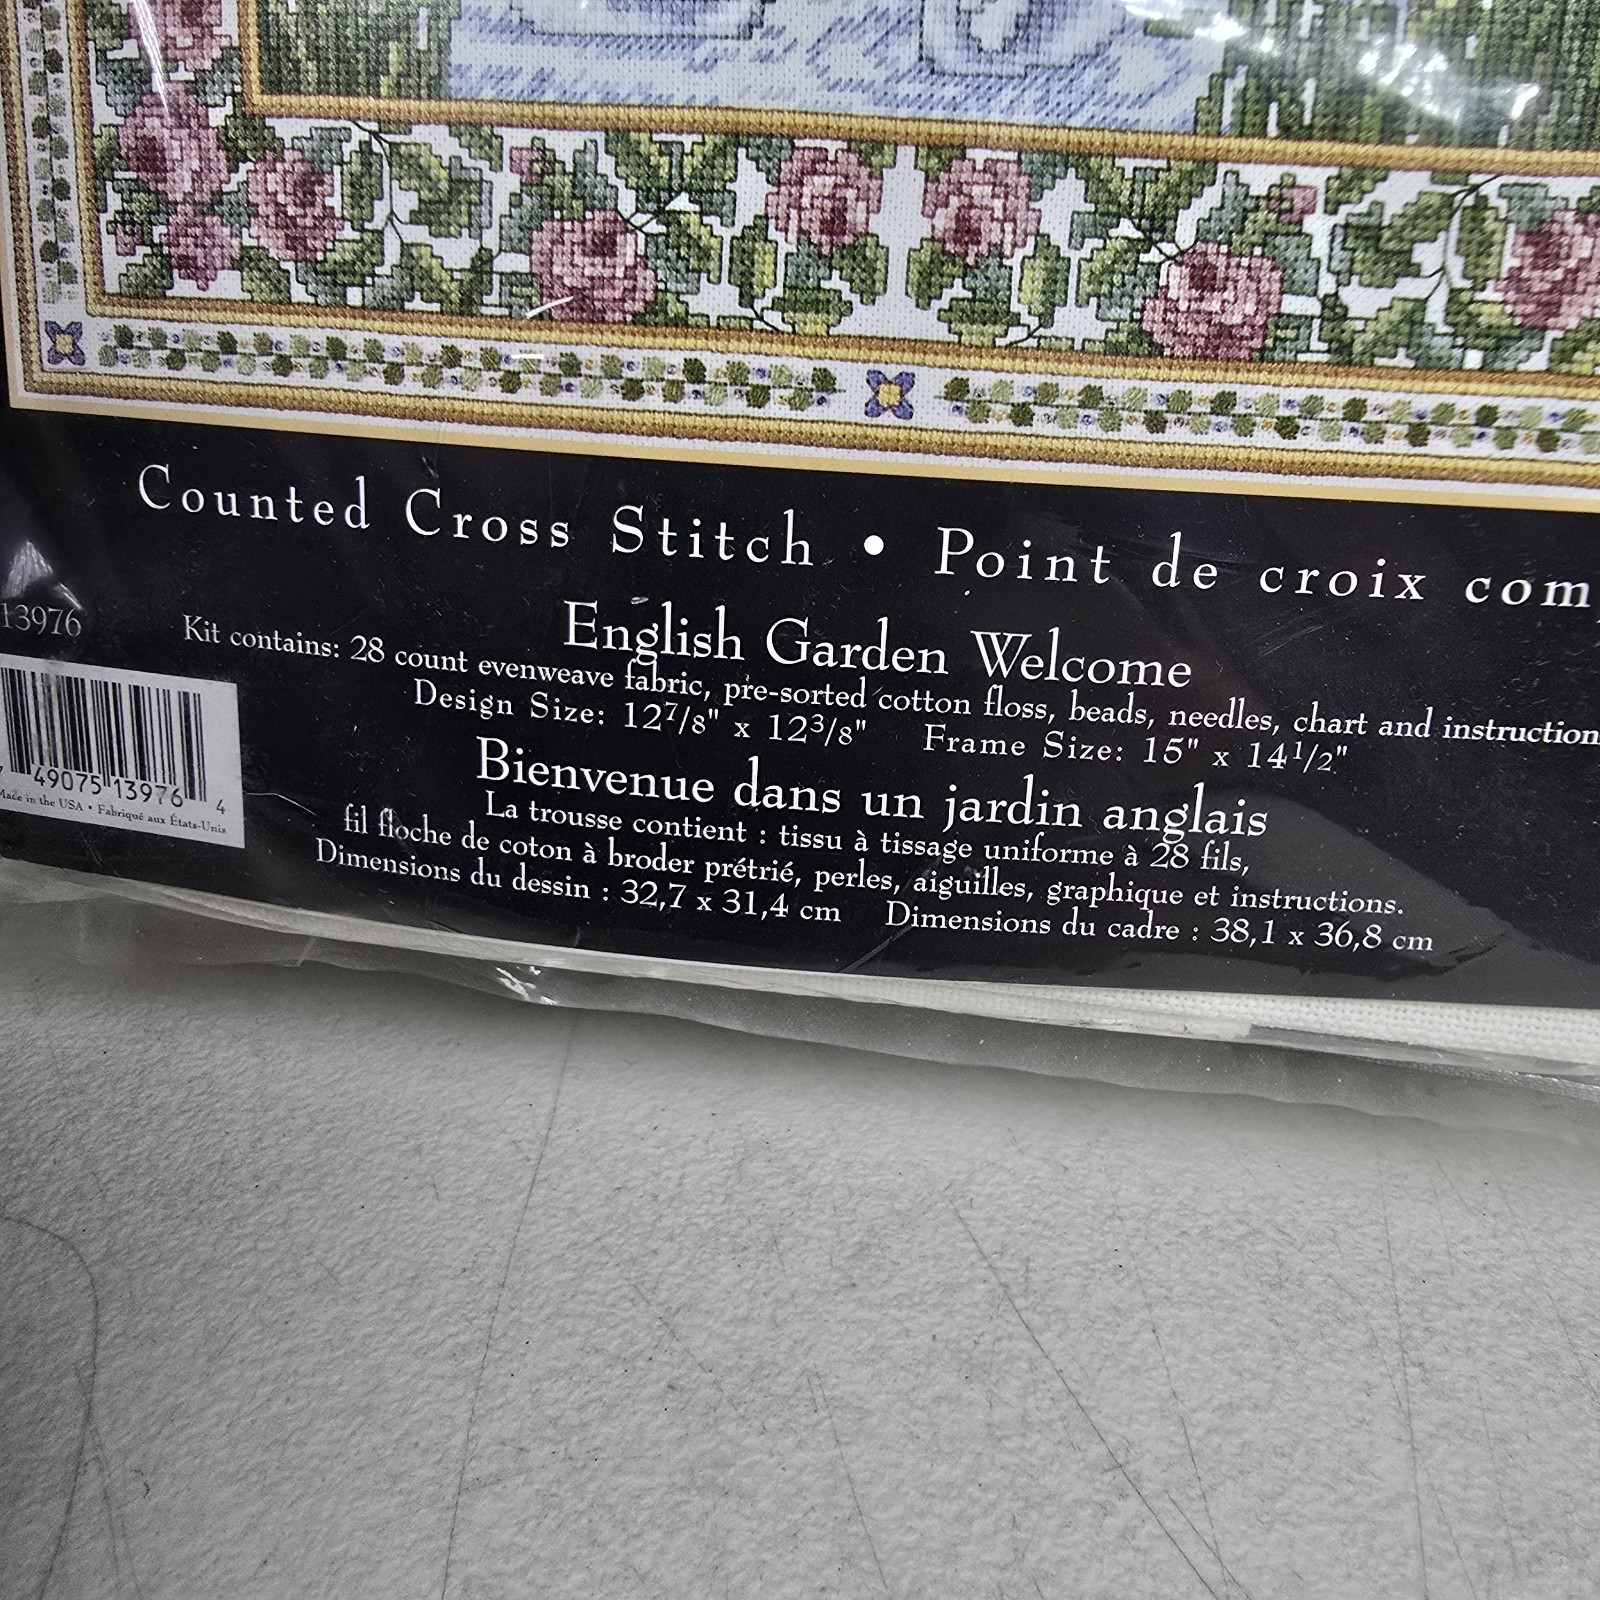 Counted Cross Stitch • Point de croix com
13976
English Garden Welcome
Kit contains: 28 count evenweave fabric, pre-sorted cotton floss, beads, needles, chart and instruction
Design Size: 12⅞" x 12⅜" Frame Size: 15" x 14½"
Bienvenue dans un jardin anglais
La trousse contient : tissu à tissage uniforme à 28 fils,
fil floche de coton à broder prétrié, perles, aiguilles, graphique et instructions.
Dimensions du dessin : 32,7 x 31,4 cm Dimensions du cadre : 38,1 x 36,8 cm
49075 13976 4
Made in the USA • Fabriqué aux États-Unis